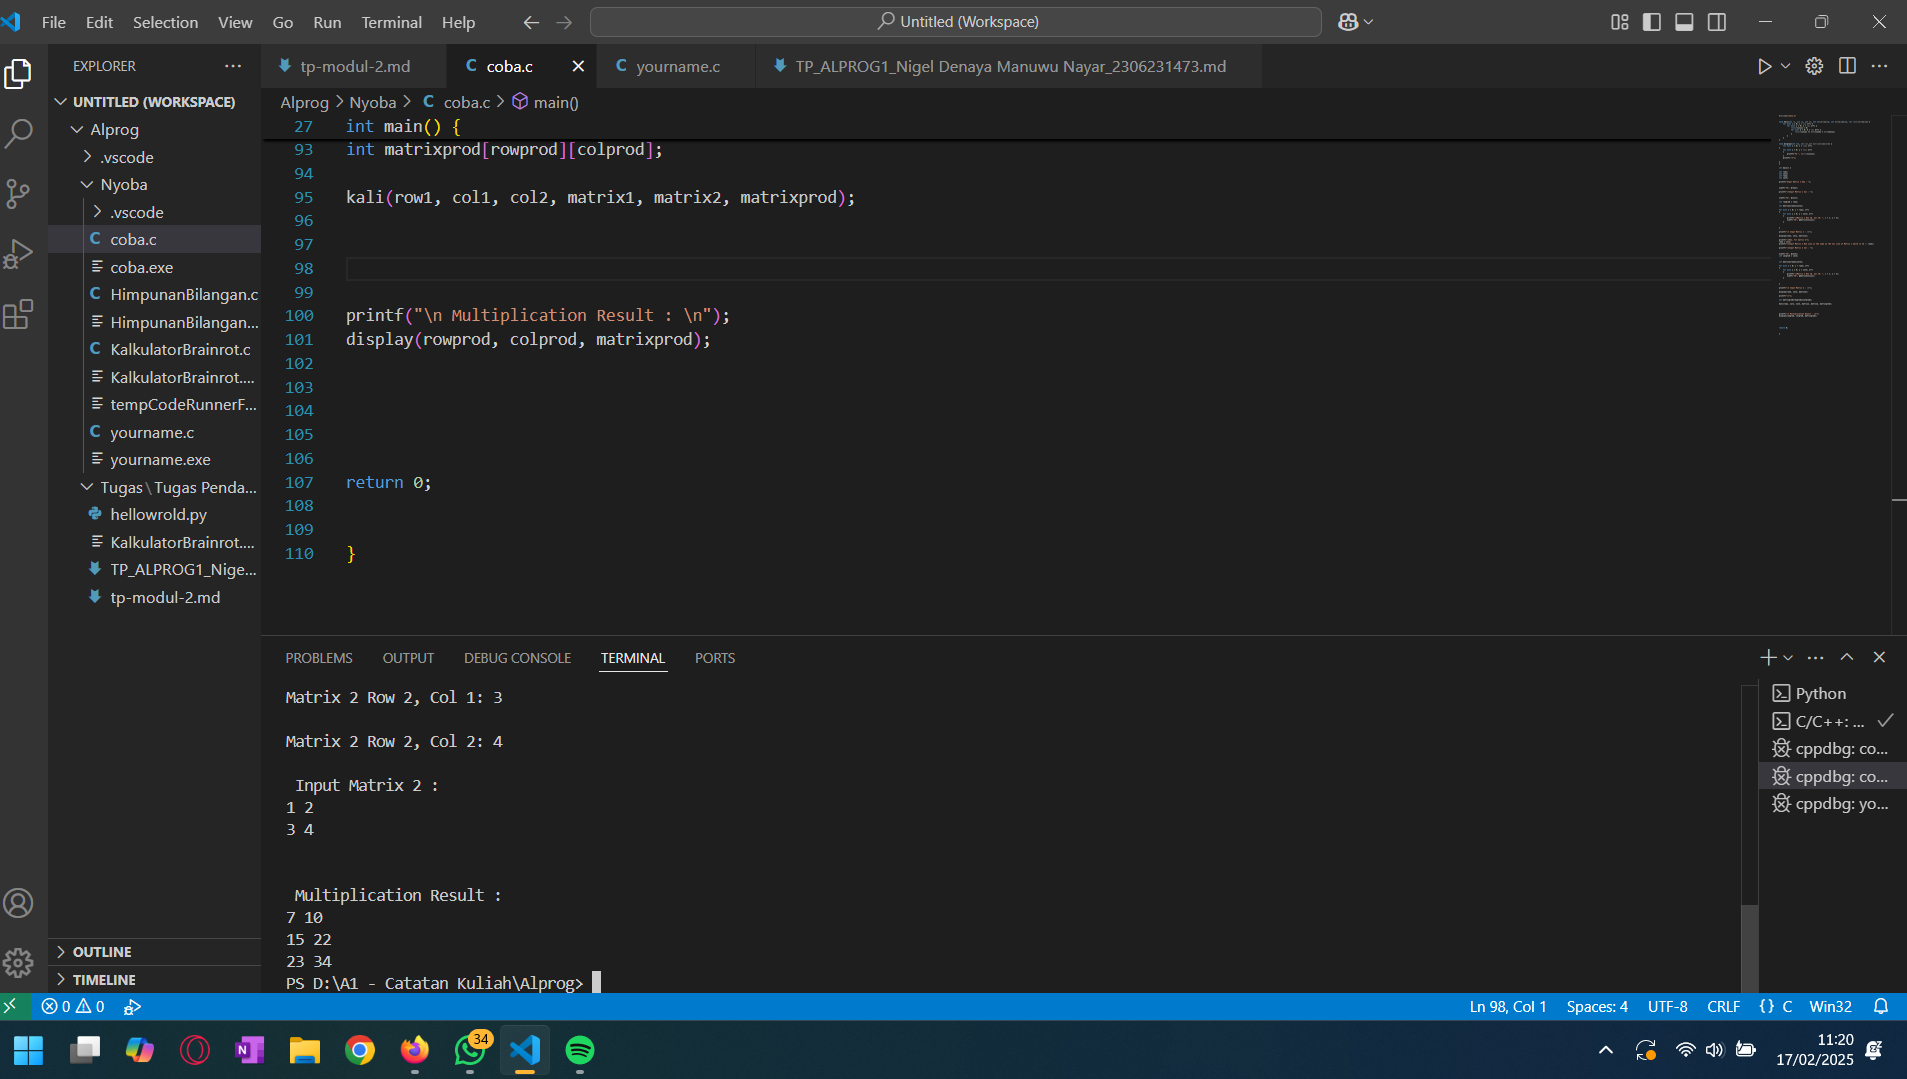 File Edit Selection View Go Run Terminal Help
Untitled (Workspace)
EXPLORER
tp-modul-2.md
C coba.c
C yourname.c
TP_ALPROG1_Nigel Denaya Manuwu Nayar_2306231473.md
UNTITLED (WORKSPACE)
Alprog
.vscode
Nyoba
.vscode
C coba.c
coba.exe
C HimpunanBilangan.c
HimpunanBilangan...
C KalkulatorBrainrot.c
KalkulatorBrainrot....
tempCodeRunnerF...
C yourname.c
yourname.exe
Tugas\Tugas Penda...
hellowrold.py
KalkulatorBrainrot....
TP_ALPROG1_Nige...
tp-modul-2.md
OUTLINE
TIMELINE
Alprog > Nyoba > C coba.c > main()
27 int main() {
93 int matrixprod[rowprod][colprod];
94
95 kali(row1, col1, col2, matrix1, matrix2, matrixprod);
96
97
98
99
100 printf("\n Multiplication Result : \n");
101 display(rowprod, colprod, matrixprod);
102
103
104
105
106
107 return 0;
108
109
110 }
PROBLEMS OUTPUT DEBUG CONSOLE TERMINAL PORTS
Matrix 2 Row 2, Col 1: 3
Matrix 2 Row 2, Col 2: 4
Input Matrix 2 :
1 2
3 4
Multiplication Result :
7 10
15 22
23 34
PS D:\A1 - Catatan Kuliah\Alprog>
Python
C/C++: ...
cppdbg: co...
cppdbg: co...
cppdbg: yo...
0 0
Ln 98, Col 1 Spaces: 4 UTF-8 CRLF {} C Win32
34
11:20
17/02/2025